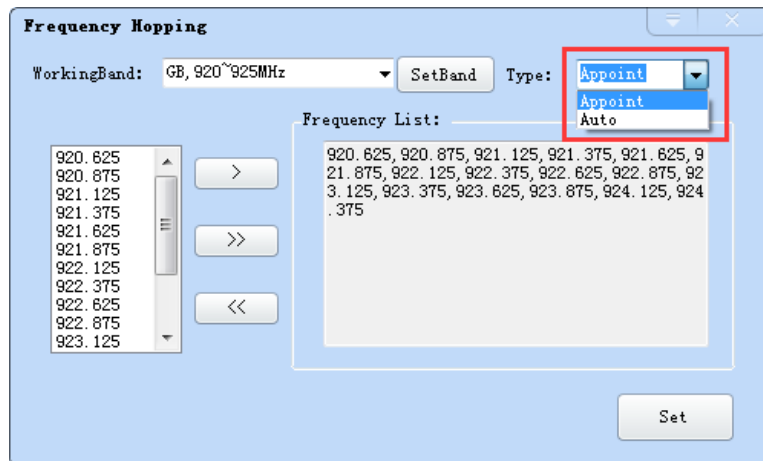 Frequency Hopping
WorkingBand: GB, 920~925MHz SetBand Type: Appoint
Appoint
Auto
Frequency List:
920.625
920.875
921.125
921.375
921.625
921.875
922.125
922.375
922.625
922.875
923.125
>
>>
<<
920.625, 920.875, 921.125, 921.375, 921.625, 9
21.875, 922.125, 922.375, 922.625, 922.875, 92
3.125, 923.375, 923.625, 923.875, 924.125, 924
.375
Set